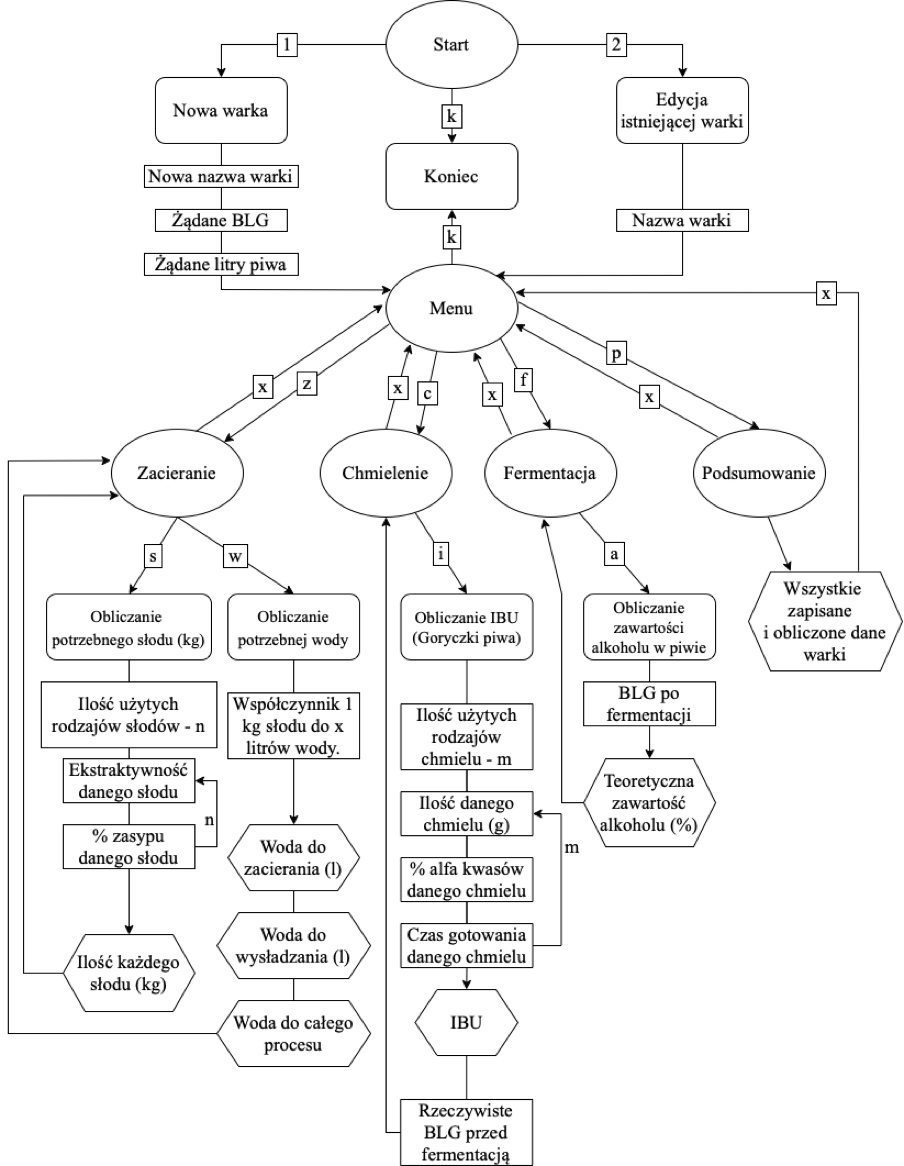 Start
1
2
Nowa warka
k
Edycja
istniejącej warki
Koniec
Nowa nazwa warki
Żądane BLG
Nazwa warki
k
Żądane litry piwa
Menu
x
x
z
x
c
x
f
p
x
Zacieranie
Chmielenie
Fermentacja
Podsumowanie
s
w
i
a
Obliczanie
potrzebnego słodu (kg)
Obliczanie
potrzebnej wody
Obliczanie IBU
(Goryczki piwa)
Obliczanie
zawartości
alkoholu w piwie
Wszystkie
zapisane
i obliczone dane
warki
Ilość użytych
rodzajów słodów - n
Współczynnik 1
kg słodu do x
litrów wody.
Ilość użytych
rodzajów
chmielu - m
BLG po
fermentacji
Ekstraktywność
danego słodu
n
% zasypu
danego słodu
Ilość danego
chmielu (g)
m
Teoretyczna
zawartość
alkoholu (%)
Woda do
zacierania (l)
% alfa kwasów
danego chmielu
Woda do
wysładzania (l)
Czas gotowania
danego chmielu
Ilość każdego
słodu (kg)
Woda do całego
procesu
IBU
Rzeczywiste
BLG przed
fermentacją